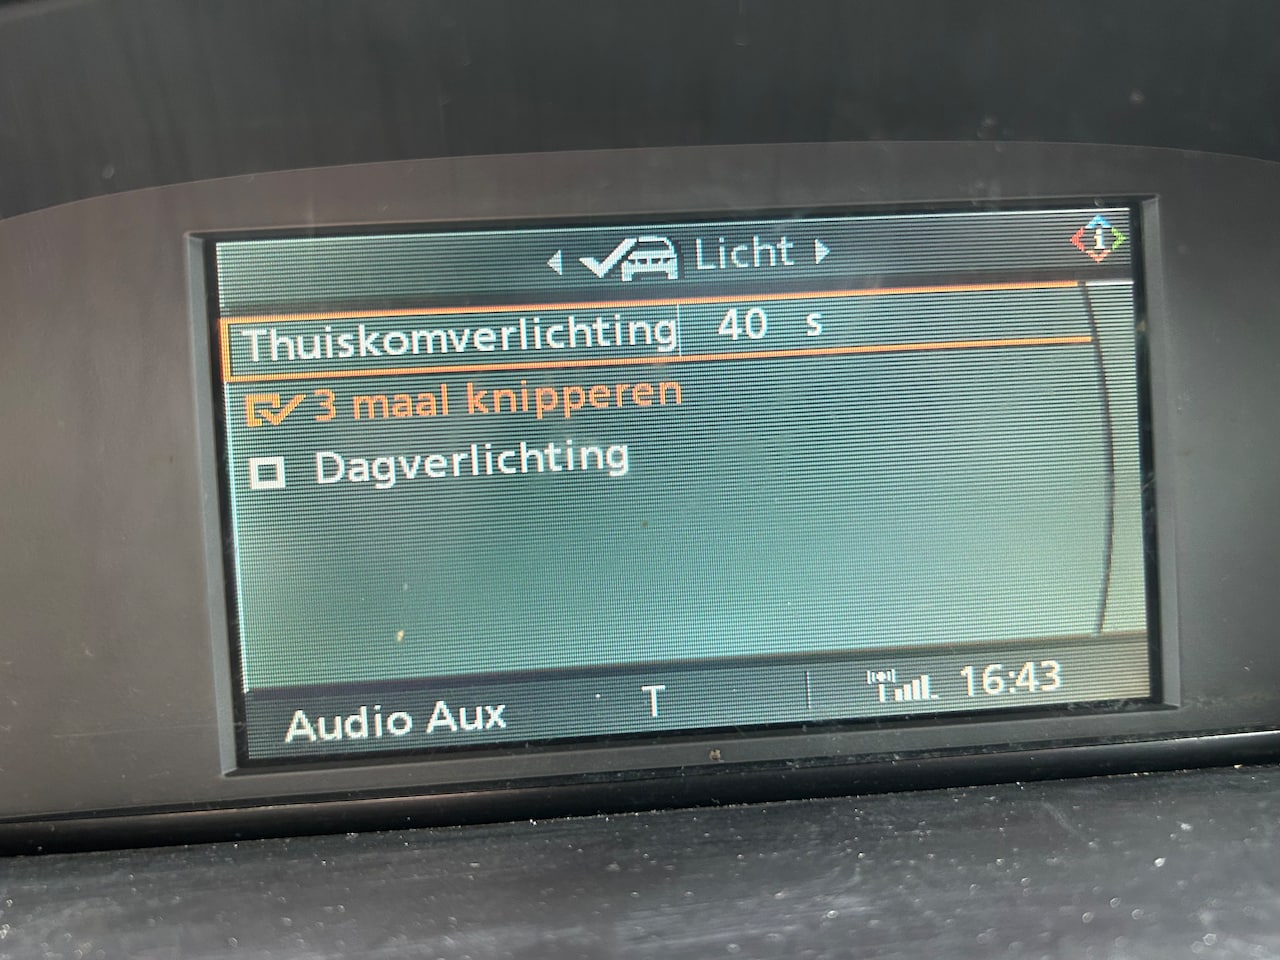 Licht
Thuiskomverlichting 40 s
3 maal knipperen
Dagverlichting
Audio Aux T 16:43